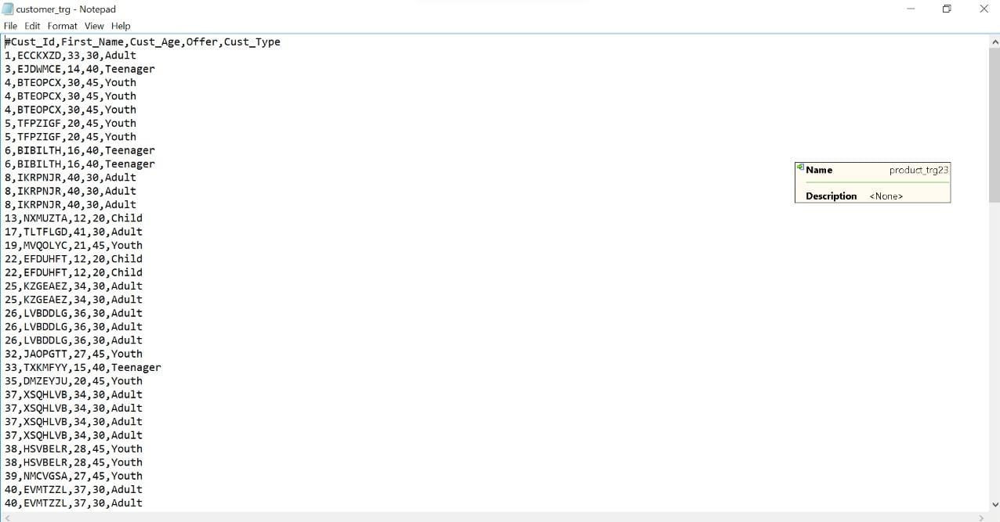 customer_trg - Notepad
File Edit Format View Help
#Cust_Id,First_Name,Cust_Age,Offer,Cust_Type
1,ECCKXZD,33,30,Adult
3,EJDWMCE,14,40,Teenager
4,BTEOPCX,30,45,Youth
4,BTEOPCX,30,45,Youth
4,BTEOPCX,30,45,Youth
5,TFPZIGF,20,45,Youth
5,TFPZIGF,20,45,Youth
6,BIBILTH,16,40,Teenager
6,BIBILTH,16,40,Teenager
8,IKRPNJR,40,30,Adult
8,IKRPNJR,40,30,Adult
8,IKRPNJR,40,30,Adult
13,NXMUZTA,12,20,Child
17,TLTFLGD,41,30,Adult
19,MVQOLYC,21,45,Youth
22,EFDUHFT,12,20,Child
22,EFDUHFT,12,20,Child
25,KZGEAEZ,34,30,Adult
25,KZGEAEZ,34,30,Adult
26,LVBDDLG,36,30,Adult
26,LVBDDLG,36,30,Adult
26,LVBDDLG,36,30,Adult
32,JAOPGTT,27,45,Youth
33,TXKMFYY,15,40,Teenager
35,DMZEYJU,20,45,Youth
37,XSQHLVB,34,30,Adult
37,XSQHLVB,34,30,Adult
37,XSQHLVB,34,30,Adult
37,XSQHLVB,34,30,Adult
38,HSVBELR,28,45,Youth
38,HSVBELR,28,45,Youth
39,NMCVGSA,27,45,Youth
40,EVMTZZL,37,30,Adult
40,EVMTZZL,37,30,Adult
Name product_trg23
Description <None>